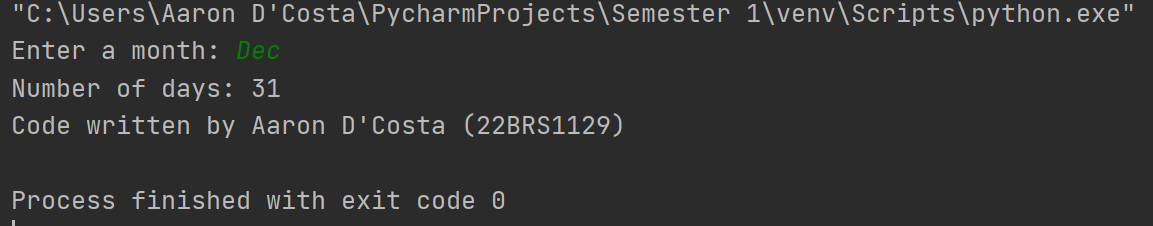 "C:\Users\Aaron D'Costa\PycharmProjects\Semester 1\venv\Scripts\python.exe"
Enter a month: Dec
Number of days: 31
Code written by Aaron D'Costa (22BRS1129)
Process finished with exit code 0